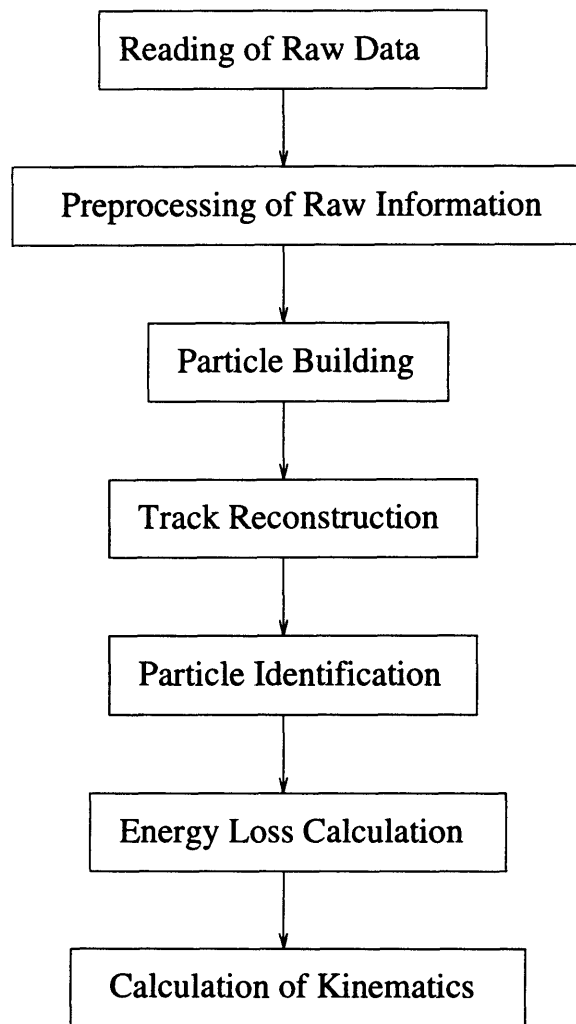 Reading of Raw Data
Preprocessing of Raw Information
Particle Building
Track Reconstruction
Particle Identification
Energy Loss Calculation
Calculation of Kinematics